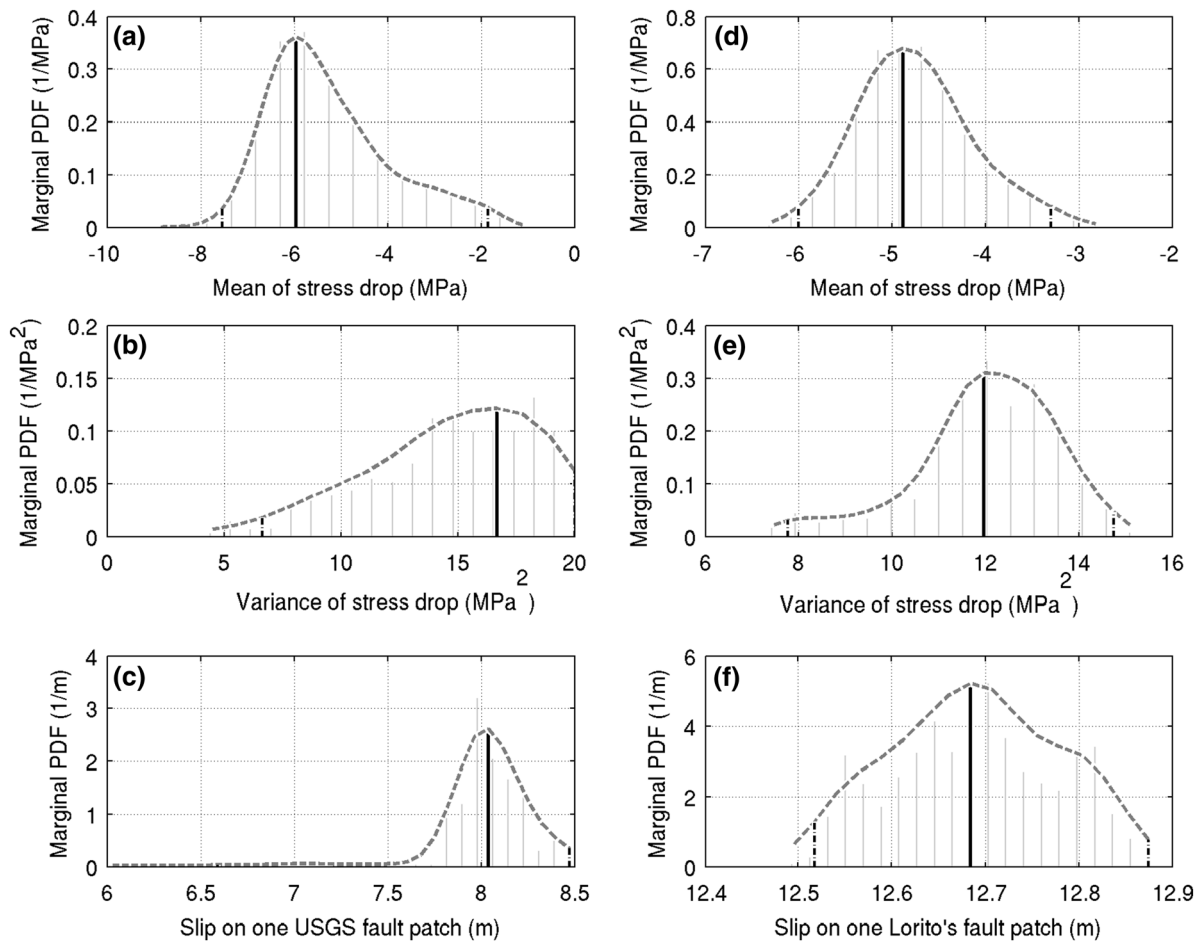 (a)
Marginal PDF (1/MPa)
0.4
0.3
0.2
0.1
0
-10 -8 -6 -4 -2 0
Mean of stress drop (MPa)
(d)
Marginal PDF (1/MPa)
0.8
0.6
0.4
0.2
0
-7 -6 -5 -4 -3 -2
Mean of stress drop (MPa)
(b)
Marginal PDF (1/MPa²)
0.2
0.15
0.1
0.05
0
0 5 10 15 20
Variance of stress drop (MPa²)
(e)
Marginal PDF (1/MPa²)
0.4
0.3
0.2
0.1
0
6 8 10 12 14 16
Variance of stress drop (MPa²)
(c)
Marginal PDF (1/m)
4
3
2
1
0
6 6.5 7 7.5 8 8.5
Slip on one USGS fault patch (m)
(f)
Marginal PDF (1/m)
6
4
2
0
12.4 12.5 12.6 12.7 12.8 12.9
Slip on one Lorito's fault patch (m)